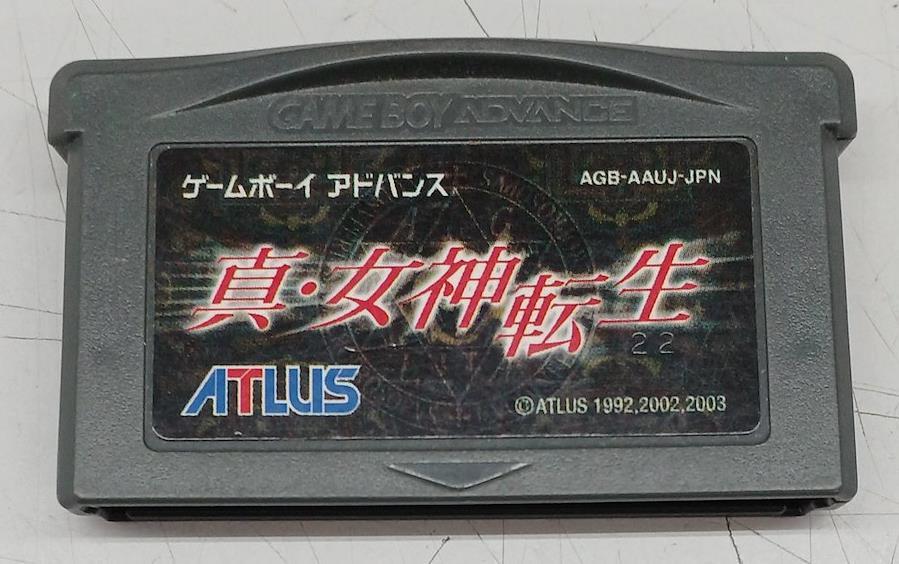 GAME BOY ADVANCE
ゲームボーイ アドバンス
AGB-AAUJ-JPN
真・女神転生
22
ATLUS
©ATLUS 1992,2002,2003